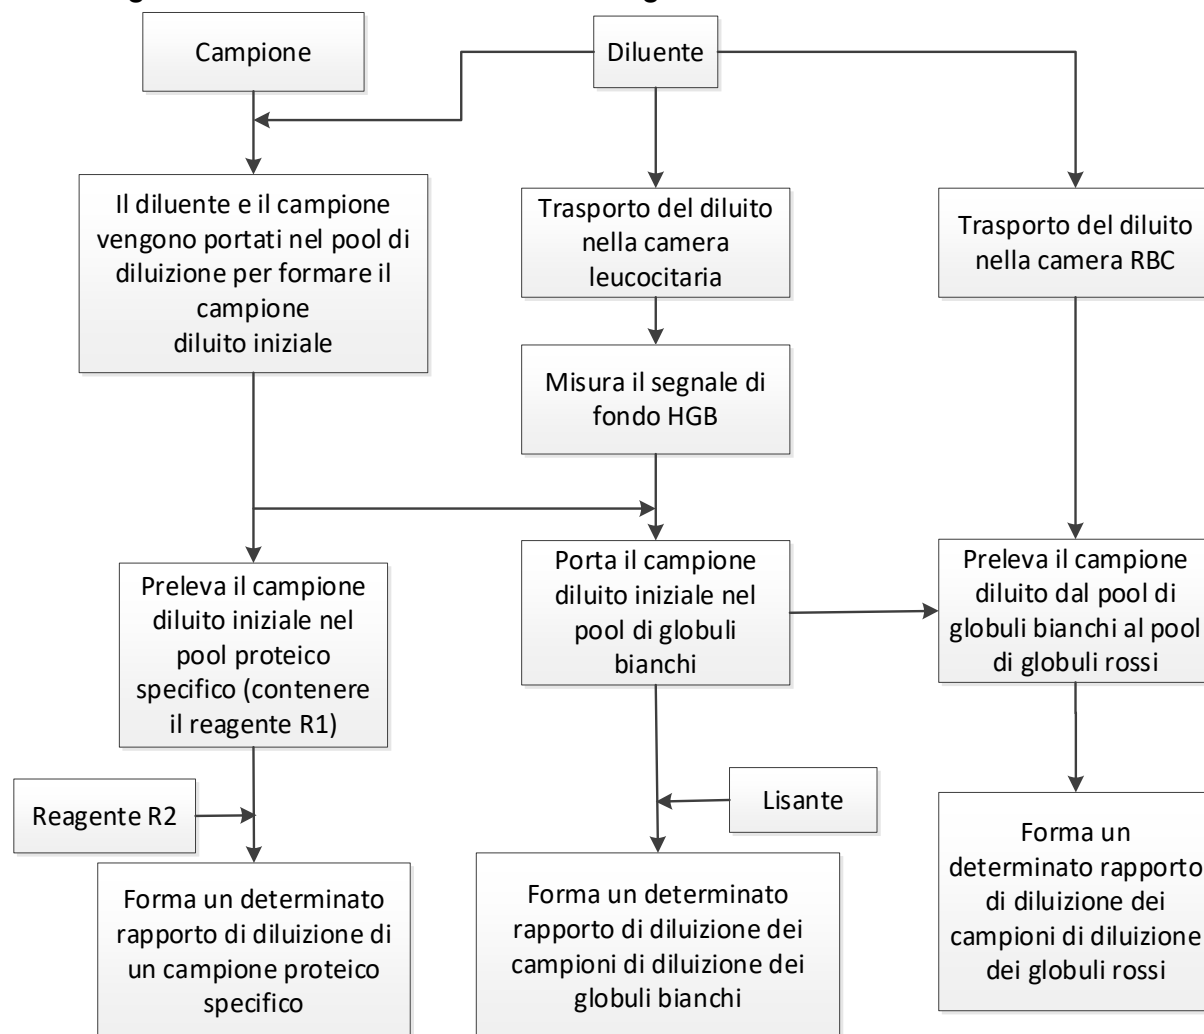 Campione
Diluente
Il diluente e il campione
vengono portati nel pool di
diluizione per formare il
campione
diluito iniziale
Trasporto del diluito
nella camera
leucocitaria
Trasporto del diluito
nella camera RBC
Misura il segnale di
fondo HGB
Preleva il campione
diluito iniziale nel
pool proteico
specifico (contenere
il reagente R1)
Porta il campione
diluito iniziale nel
pool di globuli
bianchi
Preleva il campione
diluito dal pool di
globuli bianchi al pool
di globuli rossi
Reagente R2
Lisante
Forma un determinato
rapporto di diluizione di
un campione proteico
specifico
Forma un determinato
rapporto di diluizione dei
campioni di diluizione dei
globuli bianchi
Forma un
determinato rapporto
di diluizione dei
campioni di diluizione
dei globuli rossi